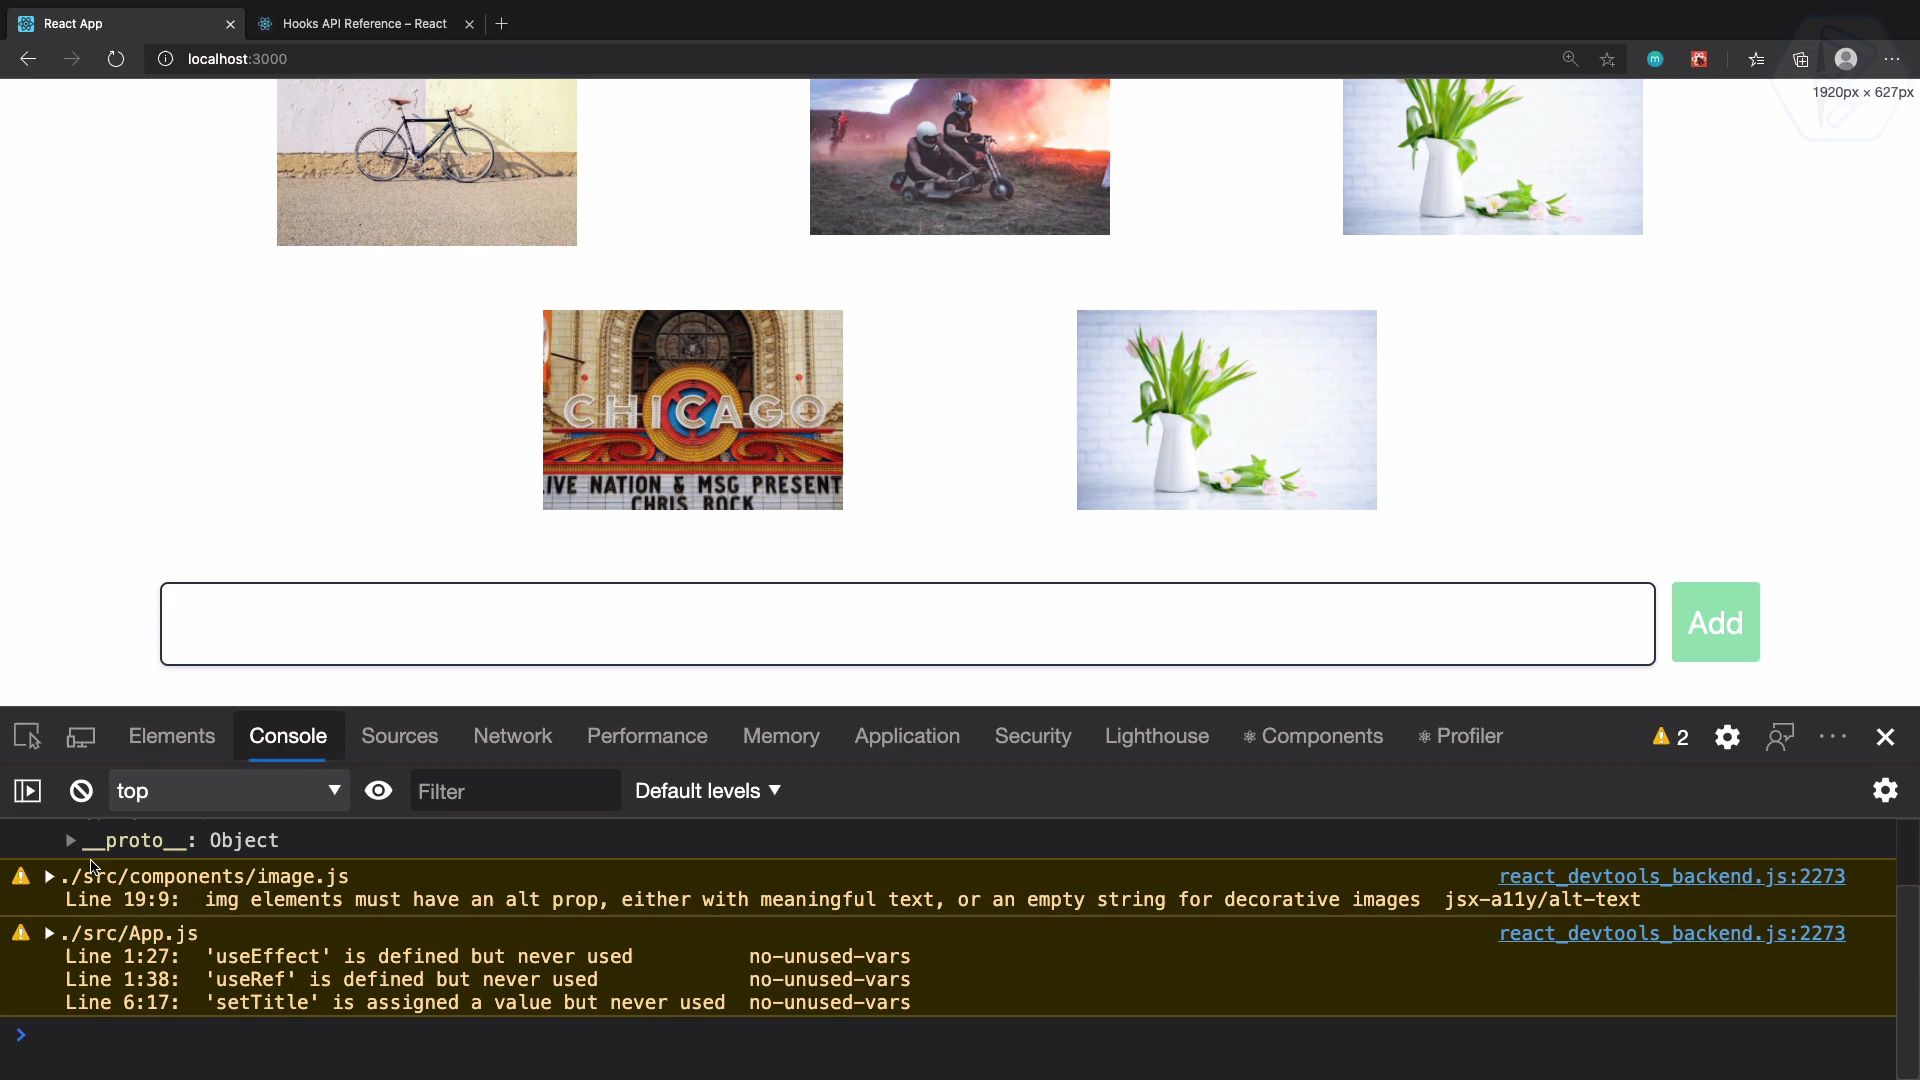 React App
Hooks API Reference – React
localhost:3000
1920px × 627px
CHICAGO
IVE NATION & MSG PRESENT
CHRIS ROCK
Add
Elements
Console
Sources
Network
Performance
Memory
Application
Security
Lighthouse
Components
Profiler
2
top
Filter
Default levels
__proto__: Object
./src/components/image.js
react_devtools_backend.js:2273
Line 19:9:  img elements must have an alt prop, either with meaningful text, or an empty string for decorative images  jsx-a11y/alt-text
./src/App.js
react_devtools_backend.js:2273
Line 1:27:  'useEffect' is defined but never used  no-unused-vars
Line 1:38:  'useRef' is defined but never used  no-unused-vars
Line 6:17:  'setTitle' is assigned a value but never used  no-unused-vars